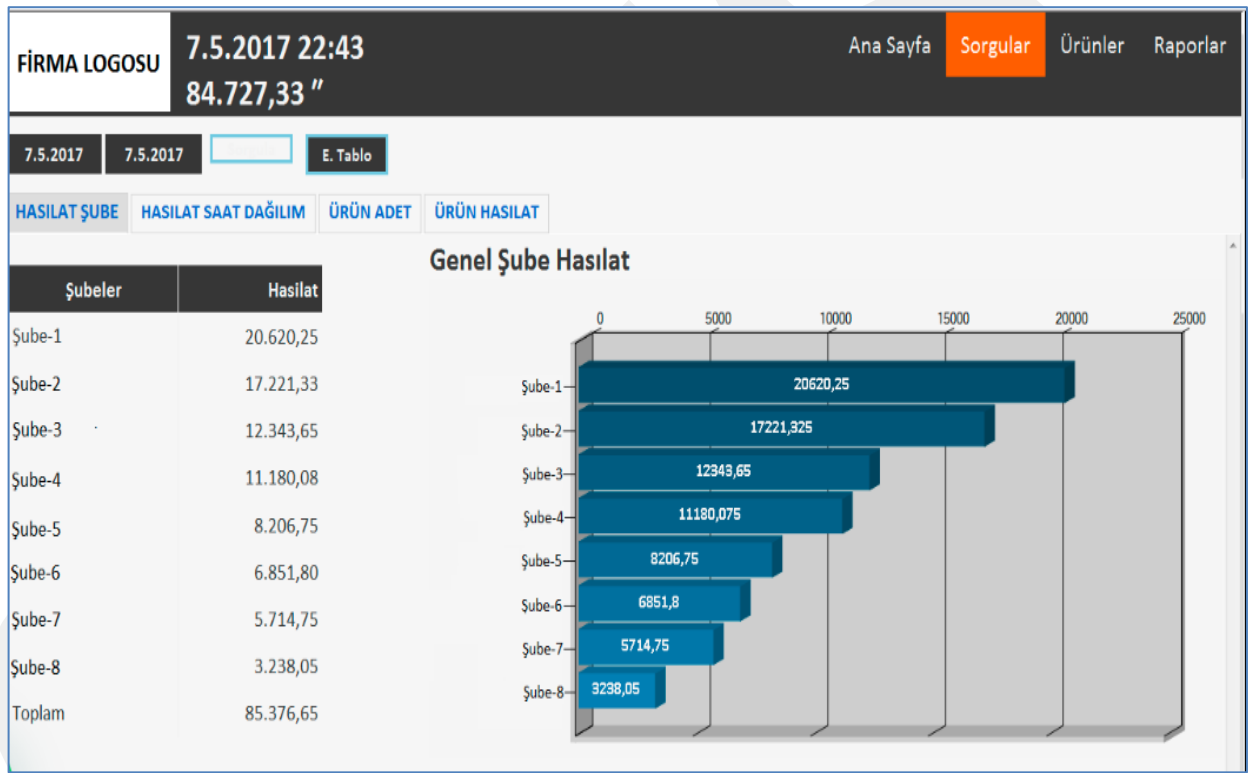 FİRMA LOGOSU
7.5.2017 22:43
84.727,33 "
Ana Sayfa Sorgular Ürünler Raporlar
7.5.2017 7.5.2017 E. Tablo
HASILAT ŞUBE HASILAT SAAT DAĞILIM ÜRÜN ADET ÜRÜN HASILAT
Şubeler Hasilat
Şube-1 20.620,25
Şube-2 17.221,33
Şube-3 12.343,65
Şube-4 11.180,08
Şube-5 8.206,75
Şube-6 6.851,80
Şube-7 5.714,75
Şube-8 3.238,05
Toplam 85.376,65
Genel Şube Hasılat
0 5000 10000 15000 20000 25000
Şube-1 20620,25
Şube-2 17221,325
Şube-3 12343,65
Şube-4 11180,075
Şube-5 8206,75
Şube-6 6851,8
Şube-7 5714,75
Şube-8 3238,05